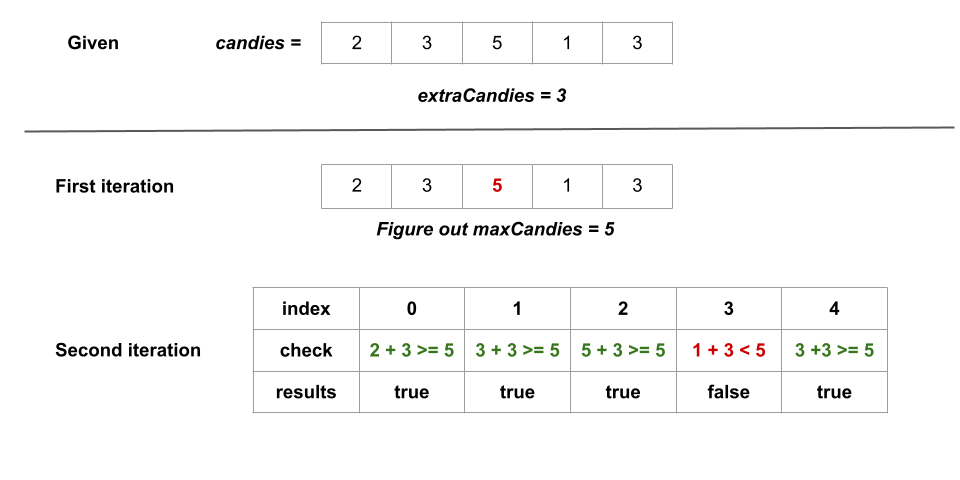 Given candies = 2 3 5 1 3
extraCandies = 3
First iteration 2 3 5 1 3
Figure out maxCandies = 5
index 0 1 2 3 4
Second iteration check 2 + 3 >= 5 3 + 3 >= 5 5 + 3 >= 5 1 + 3 < 5 3 +3 >= 5
results true true true false true